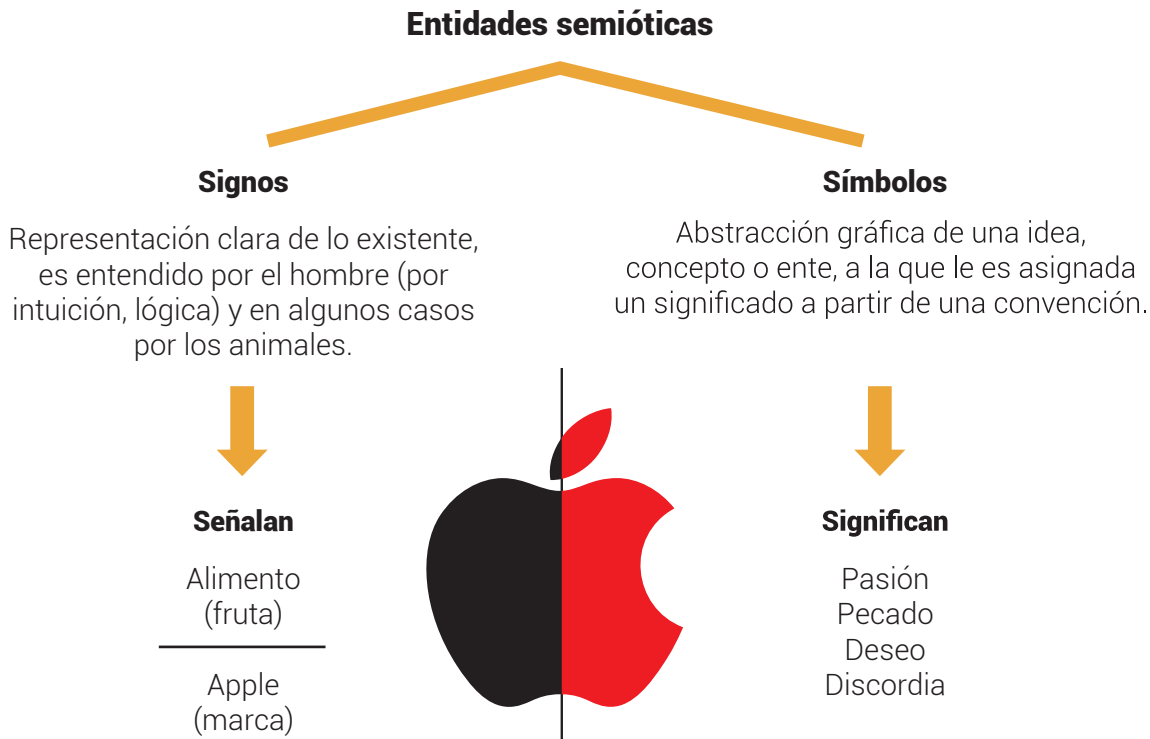 Entidades semióticas
Signos
Representación clara de lo existente,
es entendido por el hombre (por
intuición, lógica) y en algunos casos
por los animales.
Señalan
Alimento
(fruta)
Apple
(marca)
Símbolos
Abstracción gráfica de una idea,
concepto o ente, a la que le es asignada
un significado a partir de una convención.
Significan
Pasión
Pecado
Deseo
Discordia